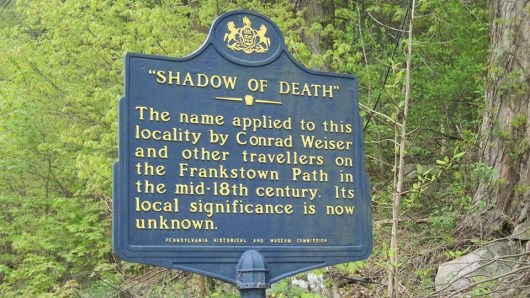 "SHADOW OF DEATH"
The name applied to this
locality by Conrad Weiser
and other travellers on
the Frankstown Path in
the mid-18th century. Its
local significance is now
unknown.
PENNSYLVANIA HISTORICAL AND MUSEUM COMMISSION